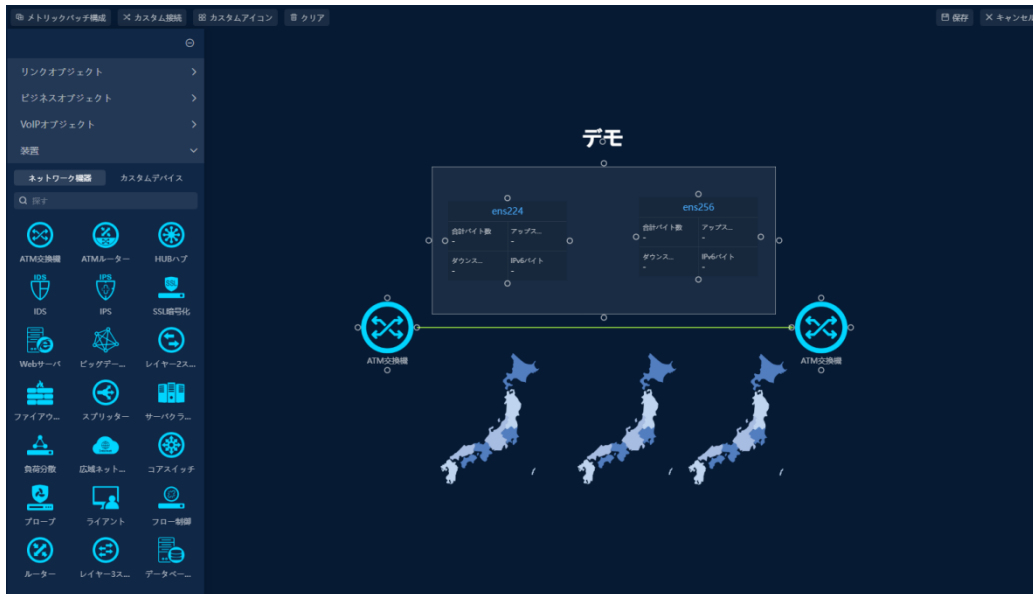 メトリックバッチ構成 カスタム接続 カスタムアイコン クリア 保存 キャンセル
リンクオブジェクト
ビジネスオブジェクト
VoIPオブジェクト
装置
ネットワーク機器 カスタムデバイス
探す
ATM交換機 ATMルーター HUBハブ
IDS IPS SSL
IDS IPS SSL暗号化
Webサーバ ビッグデー... レイヤー2ス...
ファイアウ... スプリッター サーバクラ...
負荷分散 広域ネット... コアスイッチ
プローブ ライアント フロー制御
ルーター レイヤー3ス... データベー...
デモ
ens224
合計バイト数 アップス...
- -
ダウンス... IPv6バイト
- -
ens256
合計バイト数 アップス...
- -
ダウンス... IPv6バイト
- -
ATM交換機 ATM交換機